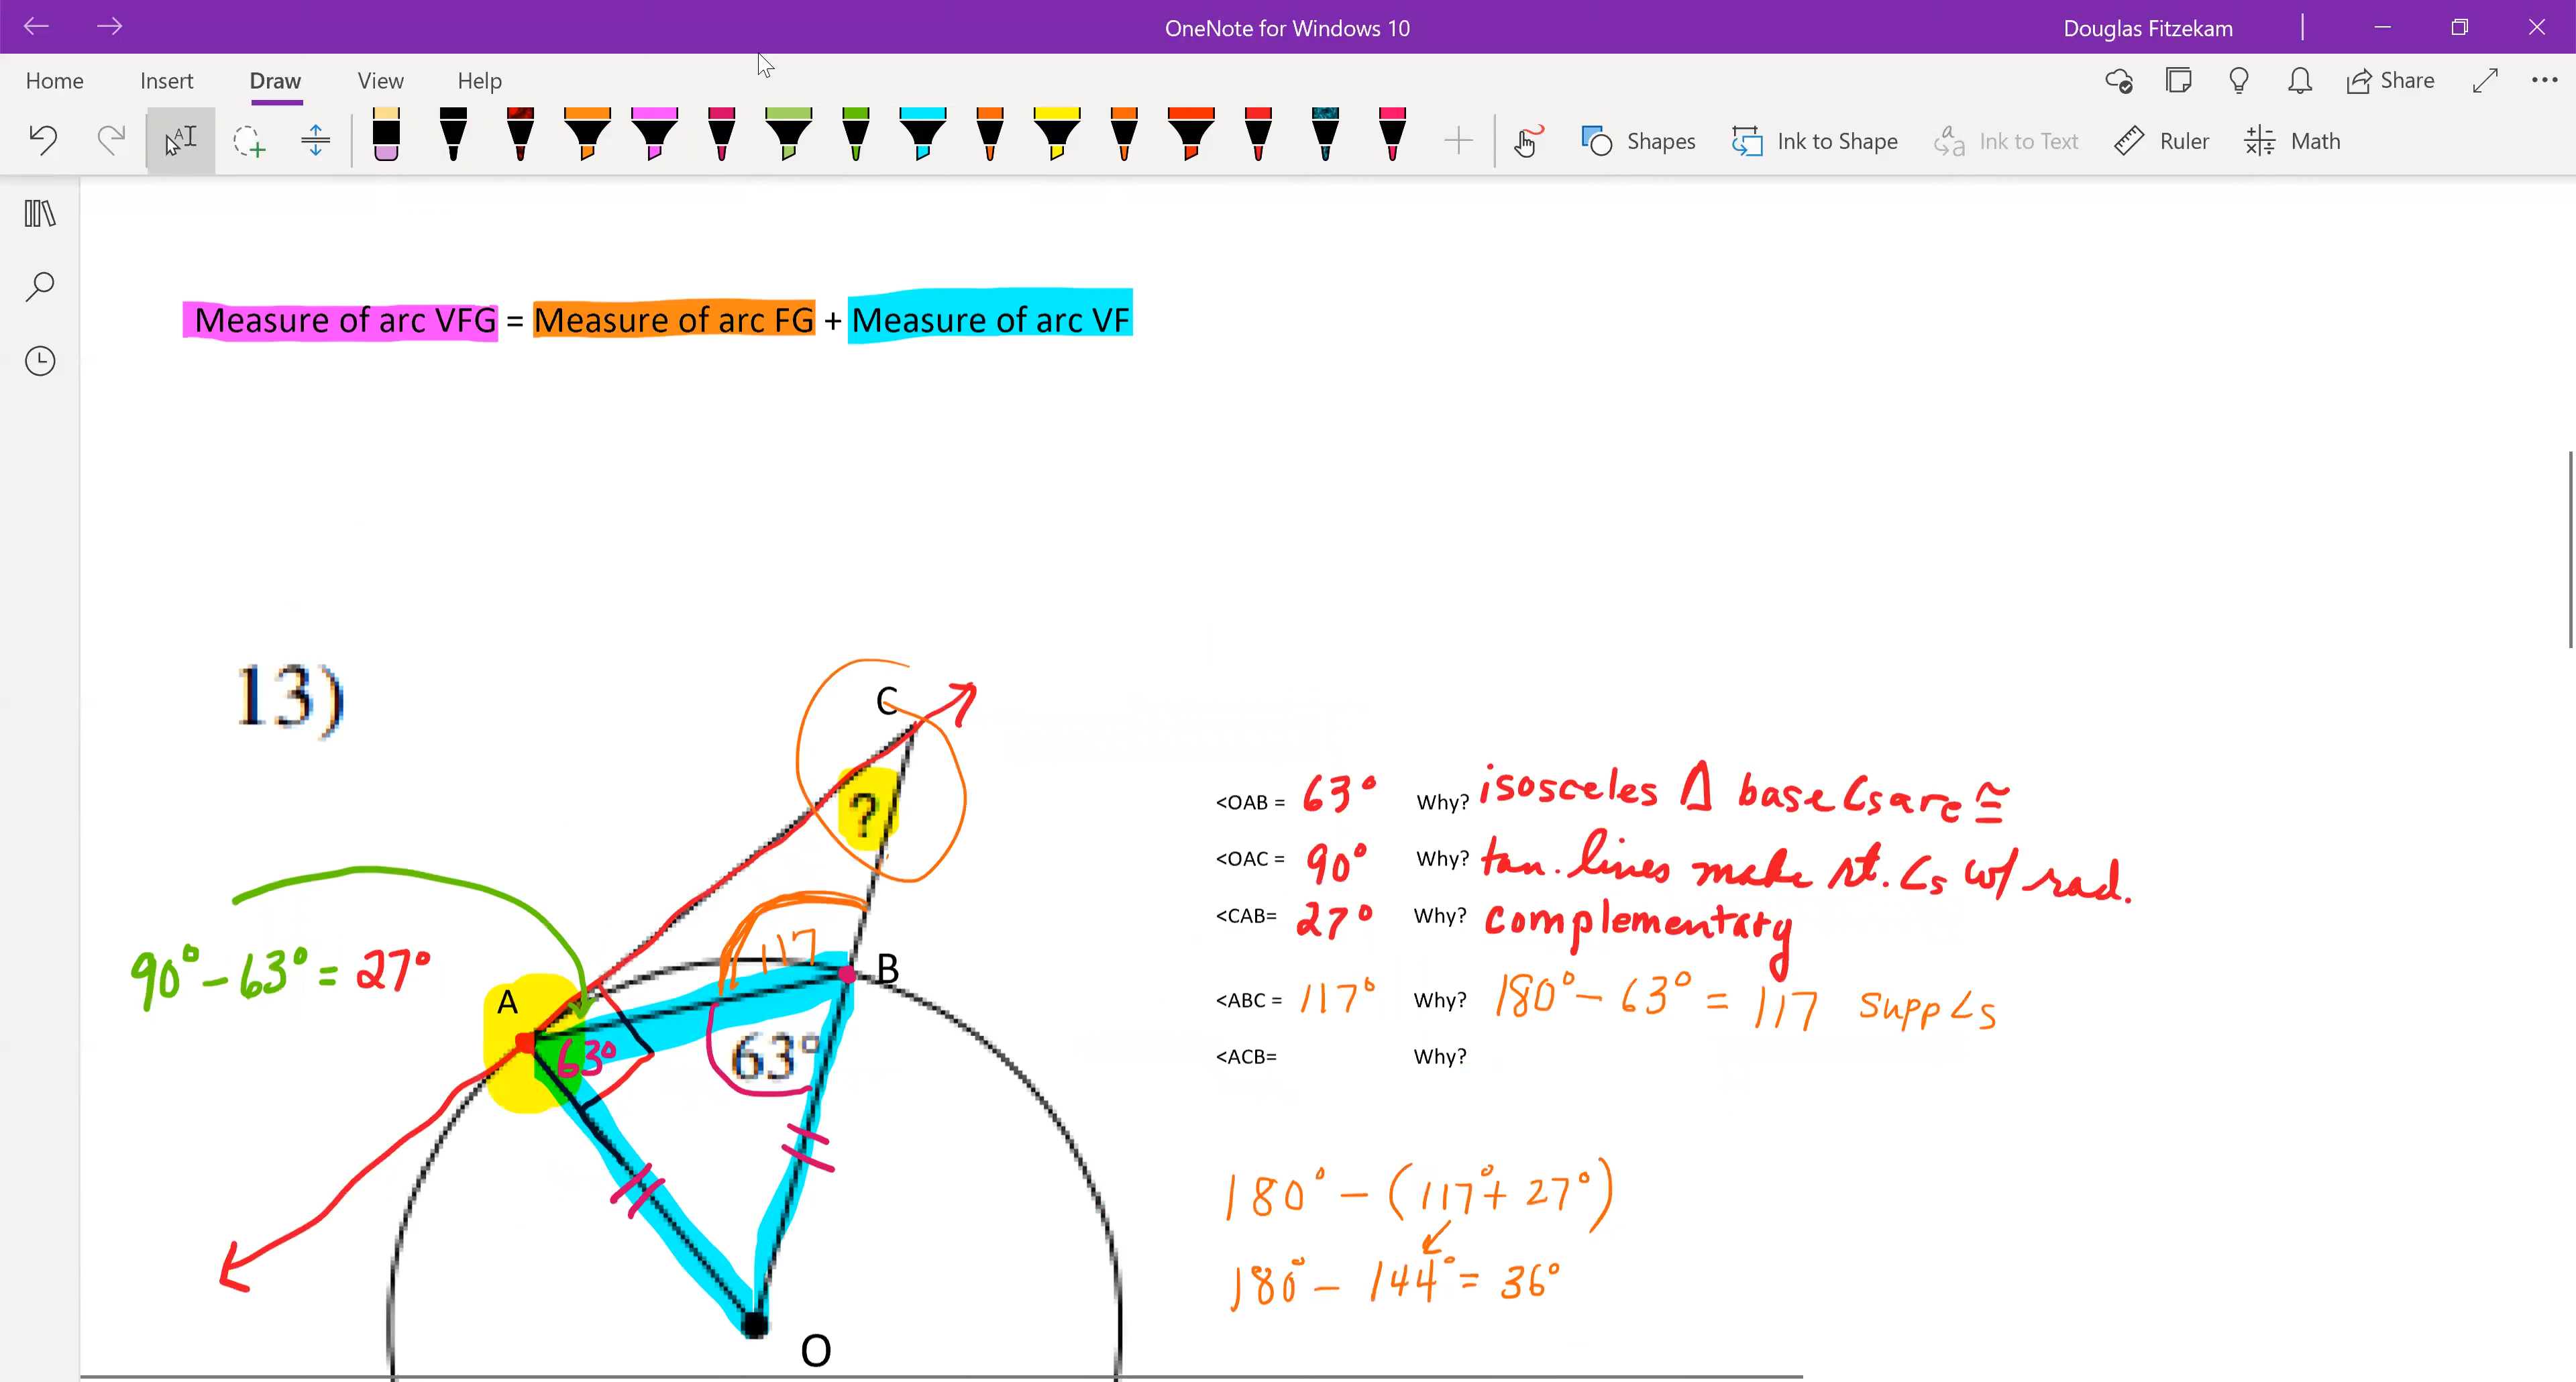 OneNote for Windows 10
Douglas Fitzekam
Home Insert Draw View Help
Share
Shapes Ink to Shape Ink to Text Ruler Math
Measure of arc VFG = Measure of arc FG + Measure of arc VF
13)
C
?
<OAB = 63° Why? isosceles Δ base ∠s are ≅
<OAC = 90° Why? tan. lines make rt. ∠s w/ rad.
<CAB= 27° Why? complementary
117
B
90° - 63° = 27°
A
<ABC = 117° Why? 180° - 63° = 117 supp ∠s
63°
63°
<ACB= Why?
180° - (117° + 27°)
180° - 144° = 36°
O